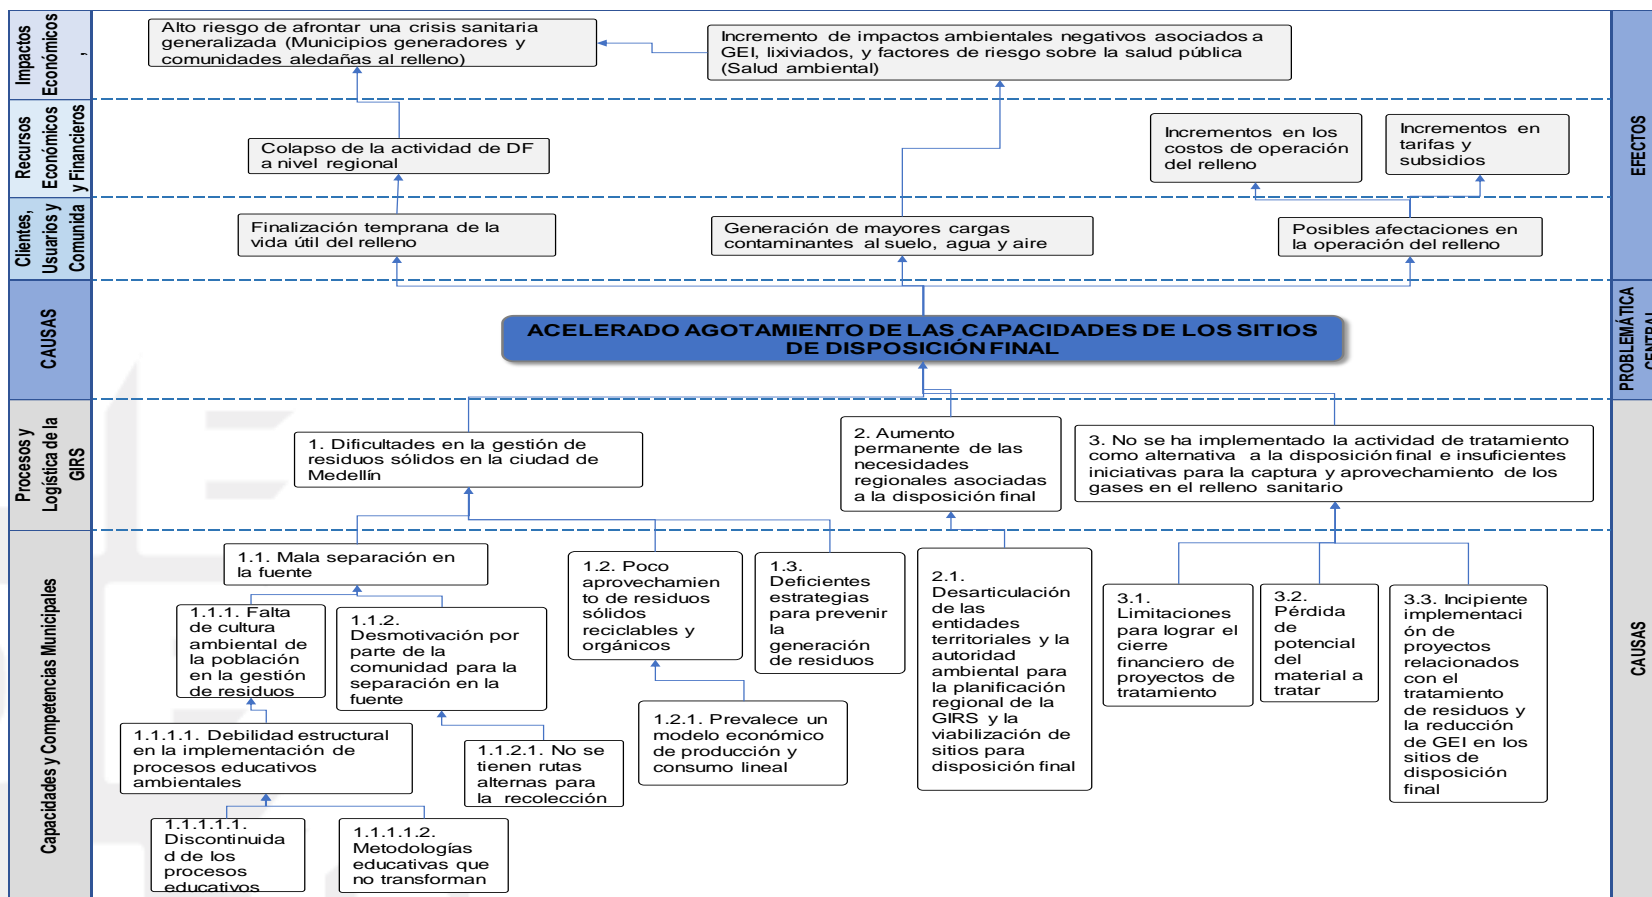 Impactos
Económicos
,
Alto riesgo de afrontar una crisis sanitaria
generalizada (Municipios generadores y
comunidades aledañas al relleno)
Incremento de impactos ambientales negativos asociados a
GEI, lixiviados, y factores de riesgo sobre la salud pública
(Salud ambiental)
EFECTOS
Recursos
Económicos
y Financieros
Colapso de la actividad de DF
a nivel regional
Incrementos en los
costos de operación
del relleno
Incrementos en
tarifas y
subsidios
Clientes,
Usuarios y
Comunida
Finalización temprana de la
vida útil del relleno
Generación de mayores cargas
contaminantes al suelo, agua y aire
Posibles afectaciones en
la operación del relleno
CAUSAS
ACELERADO AGOTAMIENTO DE LAS CAPACIDADES DE LOS SITIOS
DE DISPOSICIÓN FINAL
PROBLEMÁTICA
CENTRAL
Procesos y
Logística de la
GIRS
1. Dificultades en la gestión de
residuos sólidos en la ciudad de
Medellín
2. Aumento
permanente de las
necesidades
regionales asociadas
a la disposición final
3. No se ha implementado la actividad de tratamiento
como alternativa a la disposición final e insuficientes
iniciativas para la captura y aprovechamiento de los
gases en el relleno sanitario
CAUSAS
Capacidades y Competencias Municipales
1.1. Mala separación en
la fuente
1.2. Poco
aprovechamien
to de residuos
sólidos
reciclables y
orgánicos
1.3.
Deficientes
estrategias
para prevenir
la
generación
de residuos
2.1.
Desarticulación
de las
entidades
territoriales y la
autoridad
ambiental para
la planificación
regional de la
GIRS y la
viabilización de
sitios para
disposición final
3.1.
Limitaciones
para lograr el
cierre
financiero de
proyectos de
tratamiento
3.2.
Pérdida
de
potencial
del
material a
tratar
3.3. Incipiente
implementaci
ón de
proyectos
relacionados
con el
tratamiento
de residuos y
la reducción
de GEI en los
sitios de
disposición
final
1.1.1. Falta
de cultura
ambiental de
la población
en la gestión
de residuos
1.1.2.
Desmotivación por
parte de la
comunidad para la
separación en la
fuente
1.2.1. Prevalece un
modelo económico
de producción y
consumo lineal
1.1.1.1. Debilidad estructural
en la implementación de
procesos educativos
ambientales
1.1.2.1. No se
tienen rutas
alternas para
la recolección
1.1.1.1.1.
Discontinuida
d de los
procesos
educativos
1.1.1.1.2.
Metodologías
educativas que
no transforman